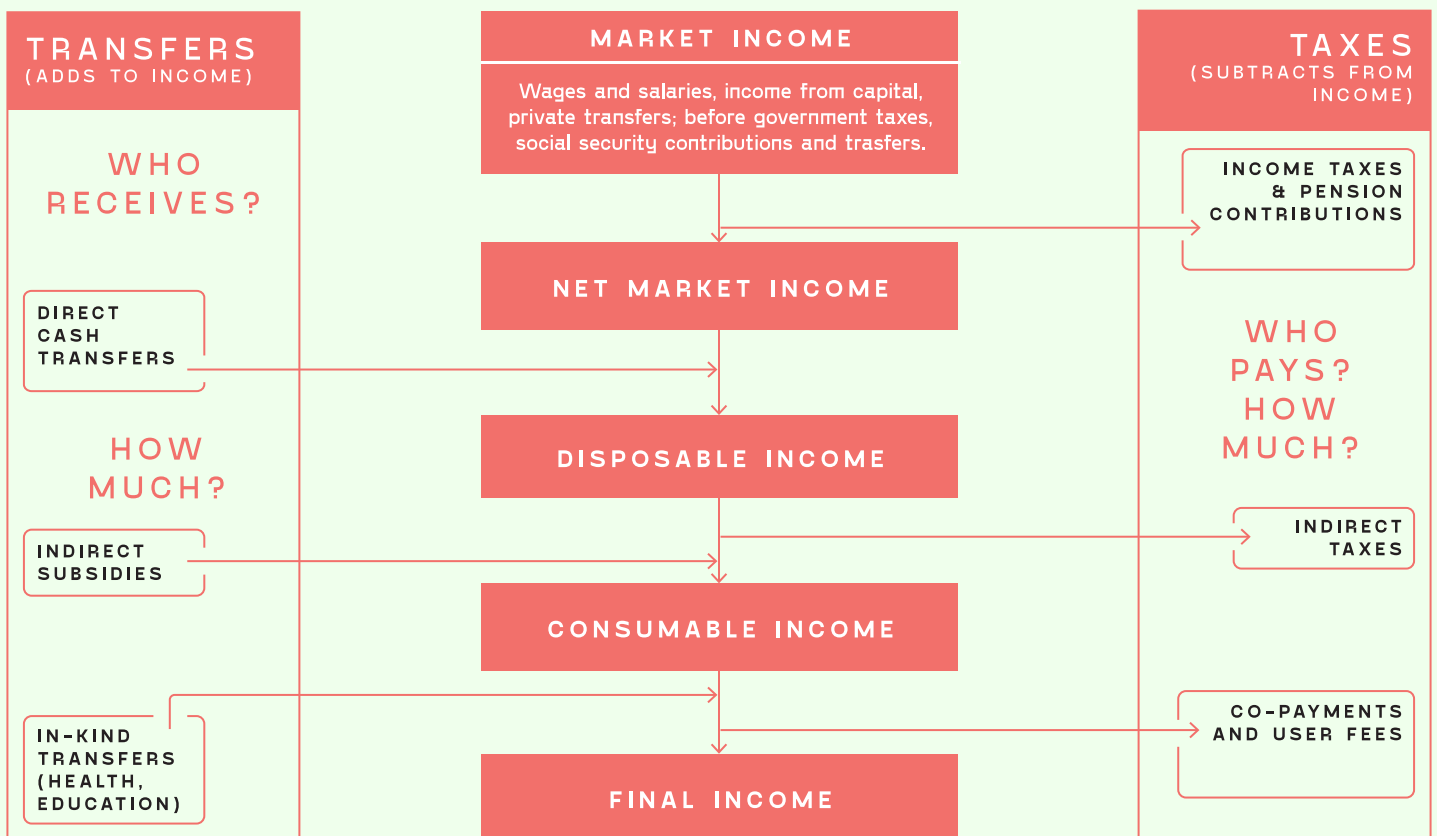 TRANSFERS
(ADDS TO INCOME)
WHO
RECEIVES?
DIRECT
CASH
TRANSFERS
HOW
MUCH?
INDIRECT
SUBSIDIES
IN-KIND
TRANSFERS
(HEALTH,
EDUCATION)
MARKET INCOME
Wages and salaries, income from capital,
private transfers; before government taxes,
social security contributions and trasfers.
NET MARKET INCOME
DISPOSABLE INCOME
CONSUMABLE INCOME
FINAL INCOME
TAXES
(SUBTRACTS FROM
INCOME)
INCOME TAXES
& PENSION
CONTRIBUTIONS
WHO
PAYS?
HOW
MUCH?
INDIRECT
TAXES
CO-PAYMENTS
AND USER FEES